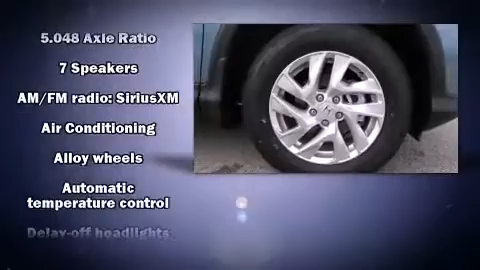 5.048 Axle Ratio
7 Speakers
AM/FM radio: SiriusXM
Air Conditioning
Alloy wheels
Automatic
temperature control
Delay-off headlights